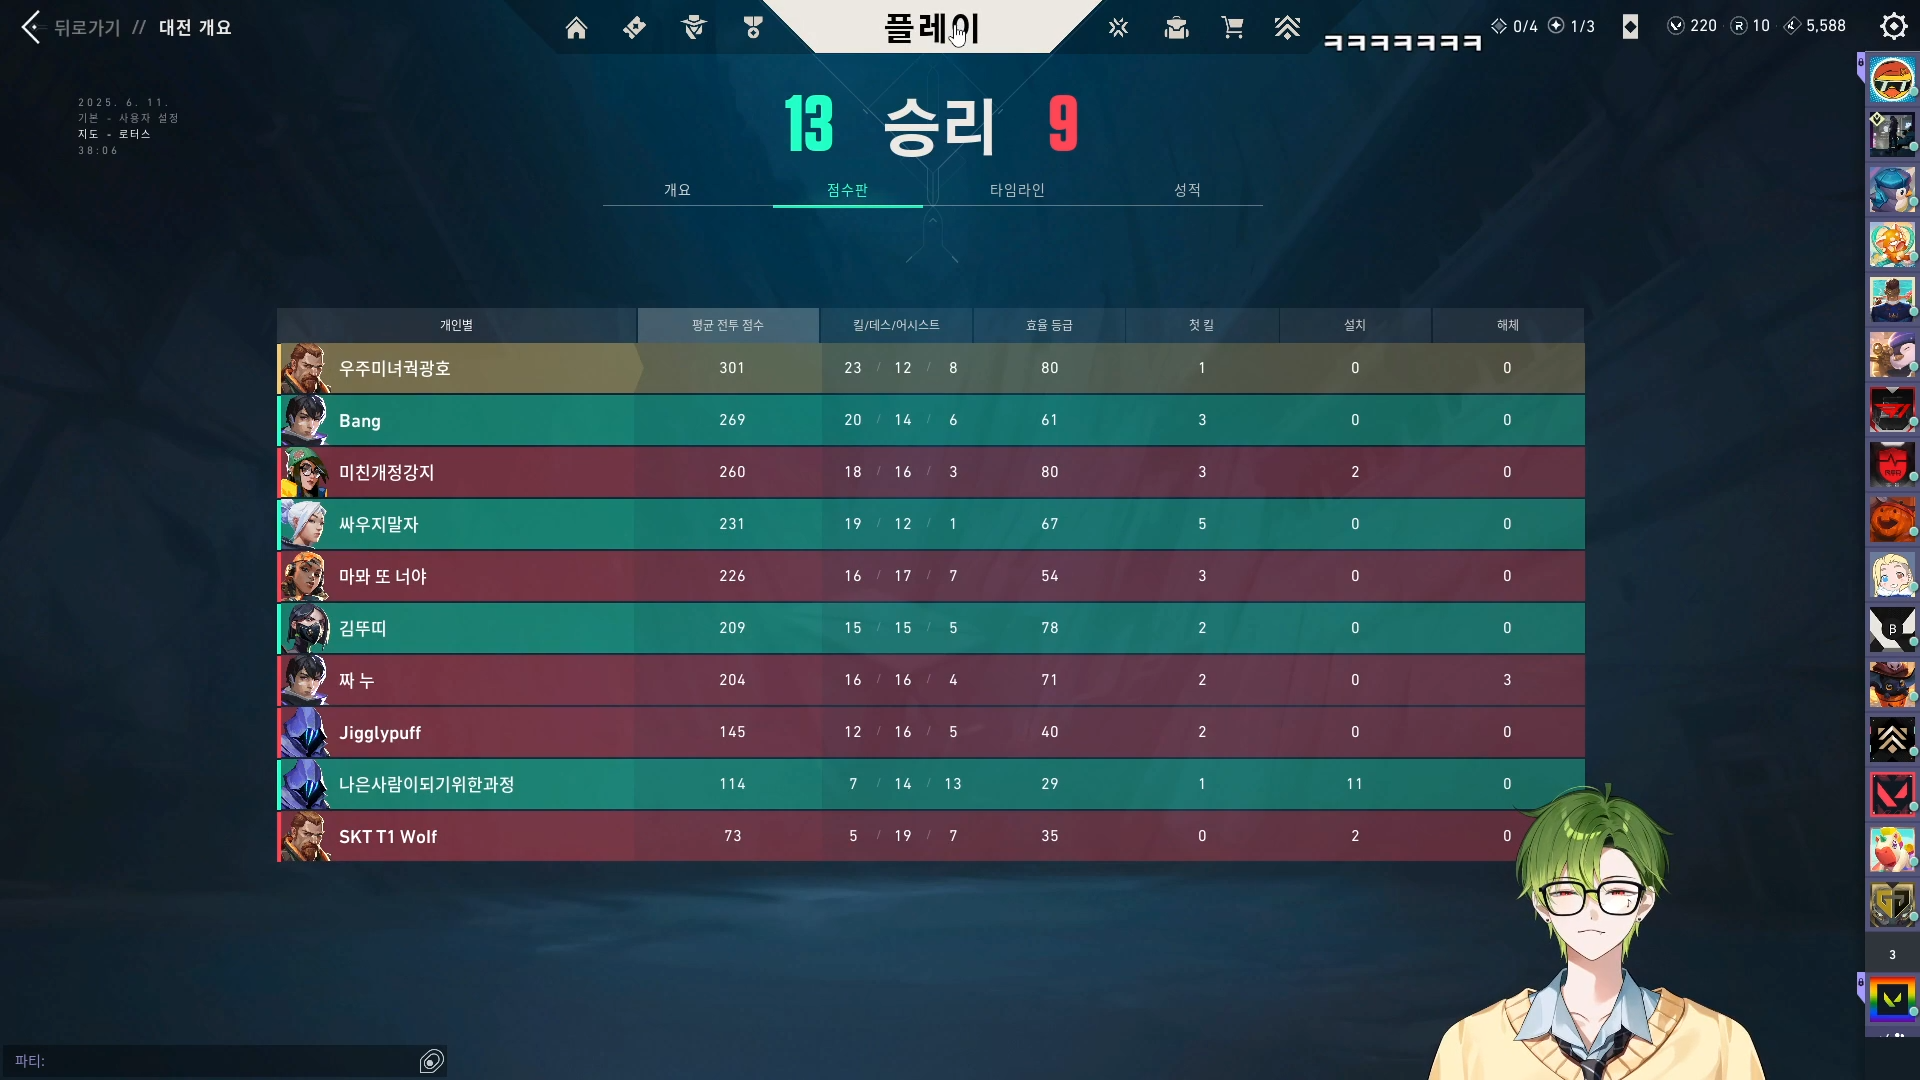 뒤로가기 // 대전 개요
플레이
ㅋㅋㅋㅋㅋㅋㅋ
0/4 1/3 220 10 5,588
2025. 6. 11.
기본 - 사용자 설정
지도 - 로터스
38:06
13 승리 9
개요 점수판 타임라인 성적
개인별 평균 전투 점수 킬/데스/어시스트 효율 등급 첫 킬 설치 해체
우주미녀궉광호 301 23 / 12 / 8 80 1 0 0
Bang 269 20 / 14 / 6 61 3 0 0
미친개정강지 260 18 / 16 / 3 80 3 2 0
싸우지말자 231 19 / 12 / 1 67 5 0 0
마뫄 또 너야 226 16 / 17 / 7 54 3 0 0
김뚜띠 209 15 / 15 / 5 78 2 0 0
짜 누 204 16 / 16 / 4 71 2 0 3
Jigglypuff 145 12 / 16 / 5 40 2 0 0
나은사람이되기위한과정 114 7 / 14 / 13 29 1 11 0
SKT T1 Wolf 73 5 / 19 / 7 35 0 2 0
B
3
파티: